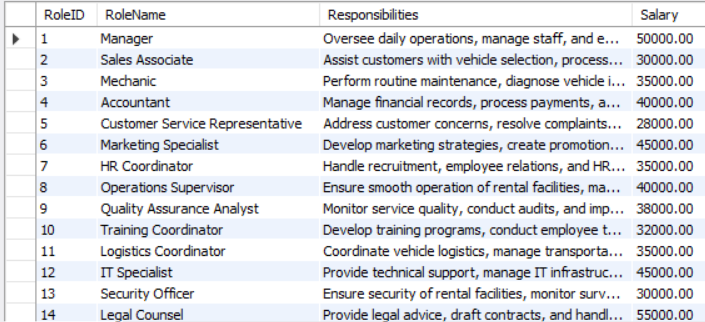 RoleID RoleName Responsibilities Salary
1 Manager Oversee daily operations, manage staff, and e... 50000.00
2 Sales Associate Assist customers with vehicle selection, process... 30000.00
3 Mechanic Perform routine maintenance, diagnose vehicle i... 35000.00
4 Accountant Manage financial records, process payments, a... 40000.00
5 Customer Service Representative Address customer concerns, resolve complaints... 28000.00
6 Marketing Specialist Develop marketing strategies, create promotion... 45000.00
7 HR Coordinator Handle recruitment, employee relations, and HR... 35000.00
8 Operations Supervisor Ensure smooth operation of rental facilities, ma... 40000.00
9 Quality Assurance Analyst Monitor service quality, conduct audits, and imp... 38000.00
10 Training Coordinator Develop training programs, conduct employee t... 32000.00
11 Logistics Coordinator Coordinate vehicle logistics, manage transporta... 35000.00
12 IT Specialist Provide technical support, manage IT infrastruc... 45000.00
13 Security Officer Ensure security of rental facilities, monitor surv... 30000.00
14 Legal Counsel Provide legal advice, draft contracts, and handl... 55000.00